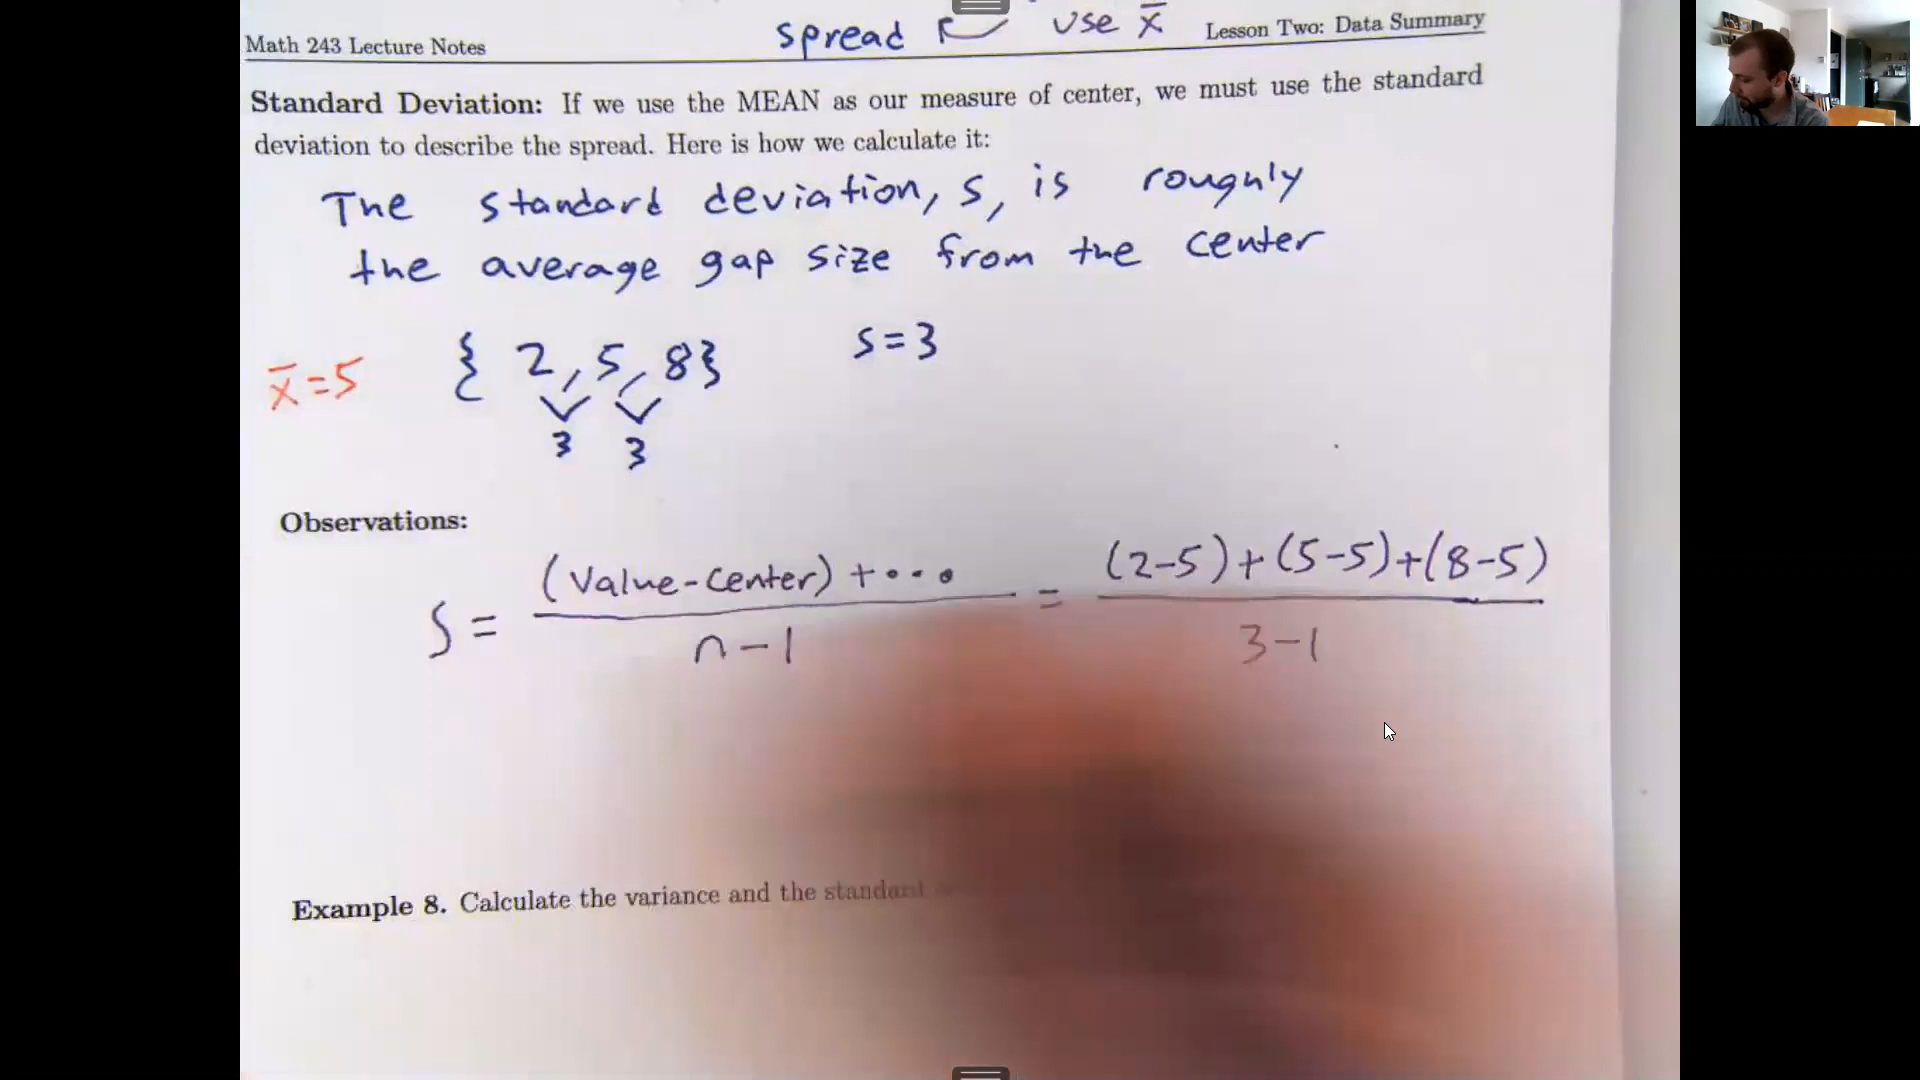 spread use x̄
Math 243 Lecture Notes Lesson Two: Data Summary
Standard Deviation: If we use the MEAN as our measure of center, we must use the standard
deviation to describe the spread. Here is how we calculate it:
The standard deviation, s, is roughly
the average gap size from the center
x̄=5 { 2, 5, 8} s=3
3 3
Observations:
s = (value-center) + ... / n-1 = (2-5)+(5-5)+(8-5) / 3-1
Example 8. Calculate the variance and the standard